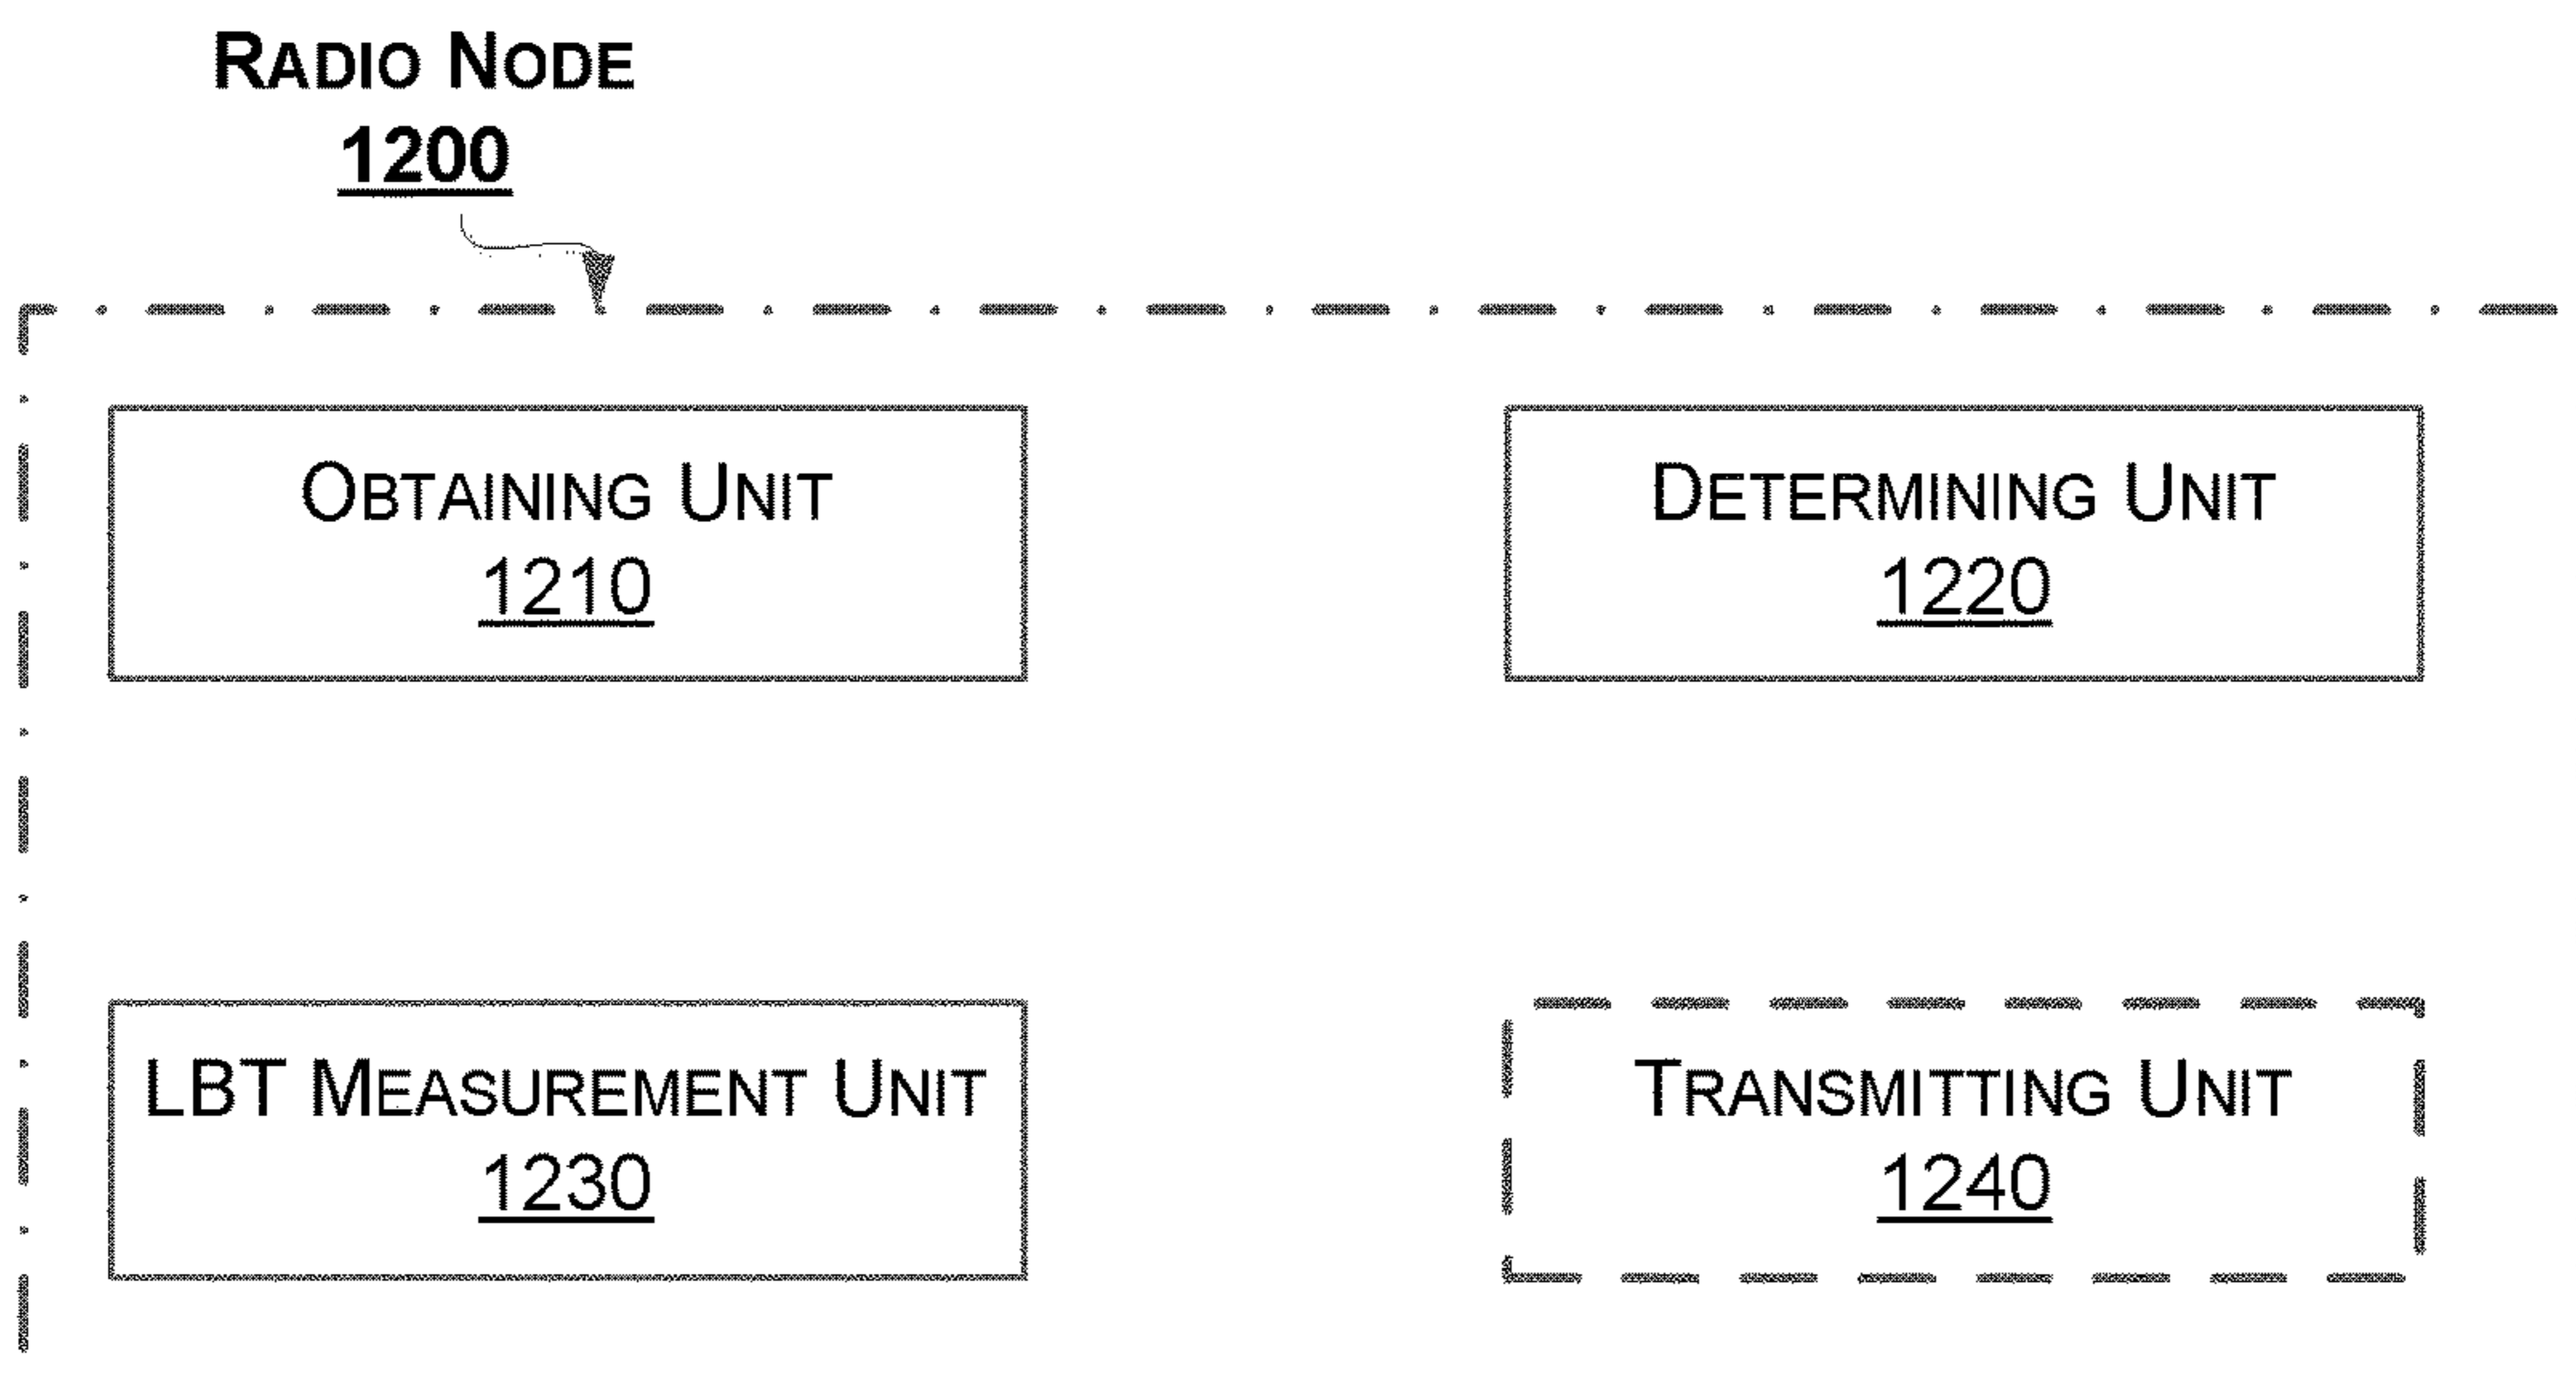 RADIO NODE
1200
OBTAINING UNIT
1210
DETERMINING UNIT
1220
LBT MEASUREMENT UNIT
1230
TRANSMITTING UNIT
1240